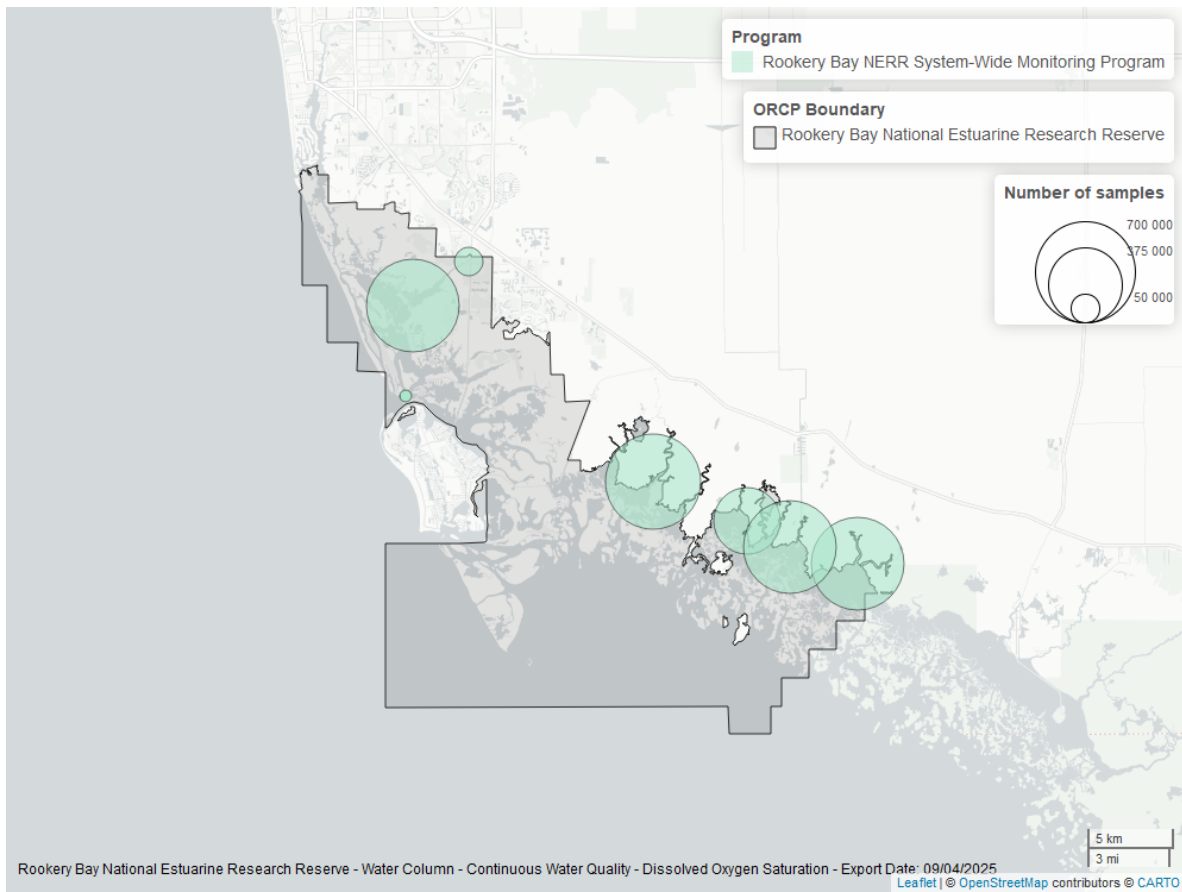 Program
Rookery Bay NERR System-Wide Monitoring Program
ORCP Boundary
Rookery Bay National Estuarine Research Reserve
Number of samples
700 000
375 000
50 000
5 km
3 mi
Rookery Bay National Estuarine Research Reserve - Water Column - Continuous Water Quality - Dissolved Oxygen Saturation - Export Date: 09/04/2025
Leaflet | © OpenStreetMap contributors © CARTO